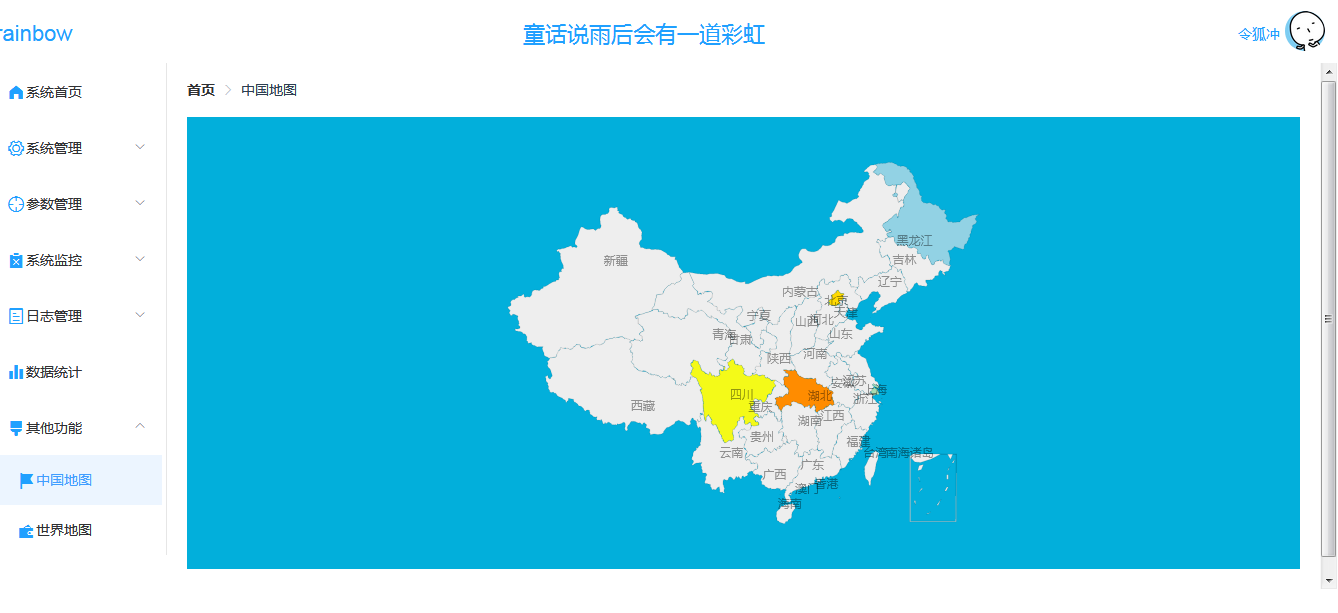 rainbow
童话说雨后会有一道彩虹
令狐冲
系统首页
系统管理
参数管理
系统监控
日志管理
数据统计
其他功能
中国地图
世界地图
首页 > 中国地图
黑龙江
吉林
辽宁
新疆
内蒙古
北京
天津
宁夏
山西
河北
山东
青海
甘肃
陕西
河南
四川
重庆
湖北
安徽
江苏
上海
浙江
西藏
湖南
江西
贵州
云南
福建
台湾
南海诸岛
广西
广东
澳门
香港
海南